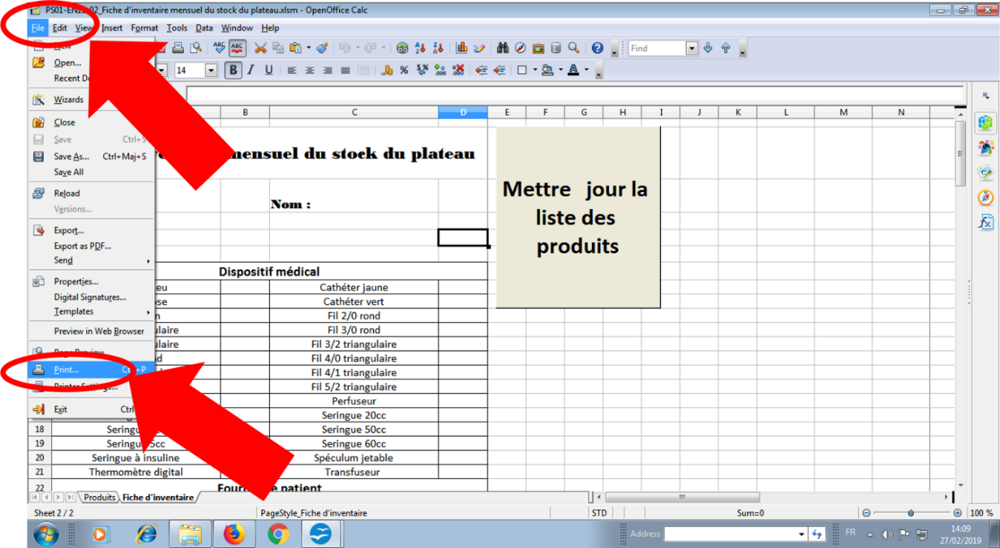 PS01-EN1 02_Fiche d'inventaire mensuel du stock du plateau.xlsm - OpenOffice Calc
File Edit View Insert Format Tools Data Window Help
New
Open...
Find
14
Recent D
Wizards
A B C D E F G H I J K L M N
Close
Save Ctrl+S
Save As... Ctrl+Maj+S
mensuel du stock du plateau
Save All
Reload
Versions...
Nom :
Mettre jour la
liste des
produits
Export...
Export as PDF...
Send
Dispositif médical
Properties...
eu Cathéter jaune
Digital Signatures...
se Cathéter vert
Templates
n Fil 2/0 rond
Preview in Web Browser
ulaire Fil 3/0 rond
ulaire Fil 3/2 triangulaire
Page Preview
d Fil 4/0 triangulaire
Print... Ctrl+P
Fil 4/1 triangulaire
Printer Settings...
Fil 5/2 triangulaire
Perfuseur
Exit Ctrl
Seringue 20cc
18 Seringu Seringue 50cc
19 Seringu 5cc Seringue 60cc
20 Seringue à insuline Spéculum jetable
21 Thermomètre digital Transfuseur
22 Fourn e patient
Produits Fiche d'inventaire
Sheet 2 / 2 PageStyle_Fiche d'inventaire STD Sum=0 100 %
Address FR 14:09
27/02/2019